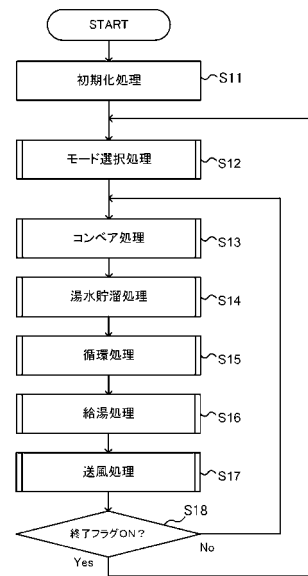 START
初期化処理
S11
モード選択処理
S12
コンベア処理
S13
湯水貯溜処理
S14
循環処理
S15
給湯処理
S16
送風処理
S17
S18
終了フラグON？
No
Yes